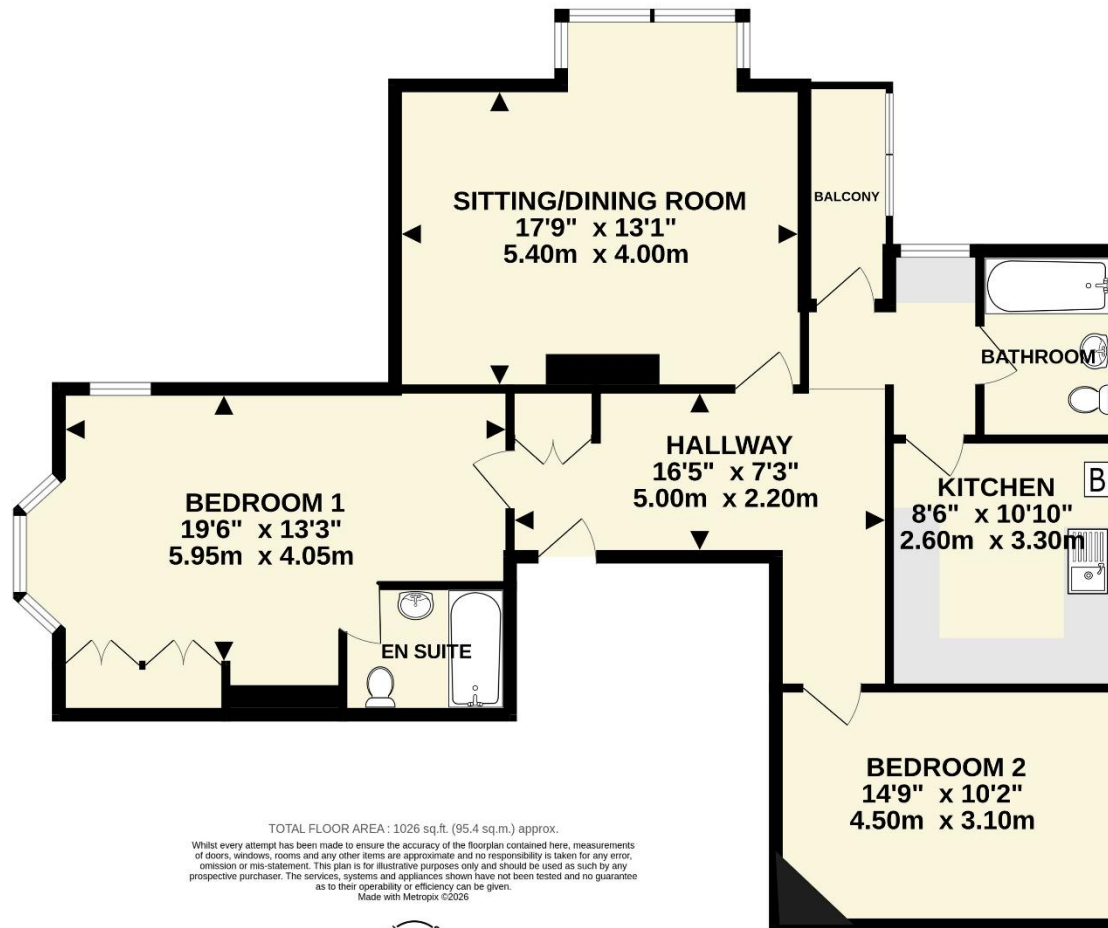 SITTING/DINING ROOM
17'9" x 13'1"
5.40m x 4.00m
BALCONY
BATHROOM
HALLWAY
16'5" x 7'3"
5.00m x 2.20m
KITCHEN
8'6" x 10'10"
2.60m x 3.30m
B
BEDROOM 1
19'6" x 13'3"
5.95m x 4.05m
EN SUITE
BEDROOM 2
14'9" x 10'2"
4.50m x 3.10m
TOTAL FLOOR AREA : 1026 sq.ft. (95.4 sq.m.) approx.
Whilst every attempt has been made to ensure the accuracy of the floorplan contained here, measurements
of doors, windows, rooms and any other items are approximate and no responsibility is taken for any error,
omission or mis-statement. This plan is for illustrative purposes only and should be used as such by any
prospective purchaser. The services, systems and appliances shown have not been tested and no guarantee
as to their operability or efficiency can be given.
Made with Metropix ©2026